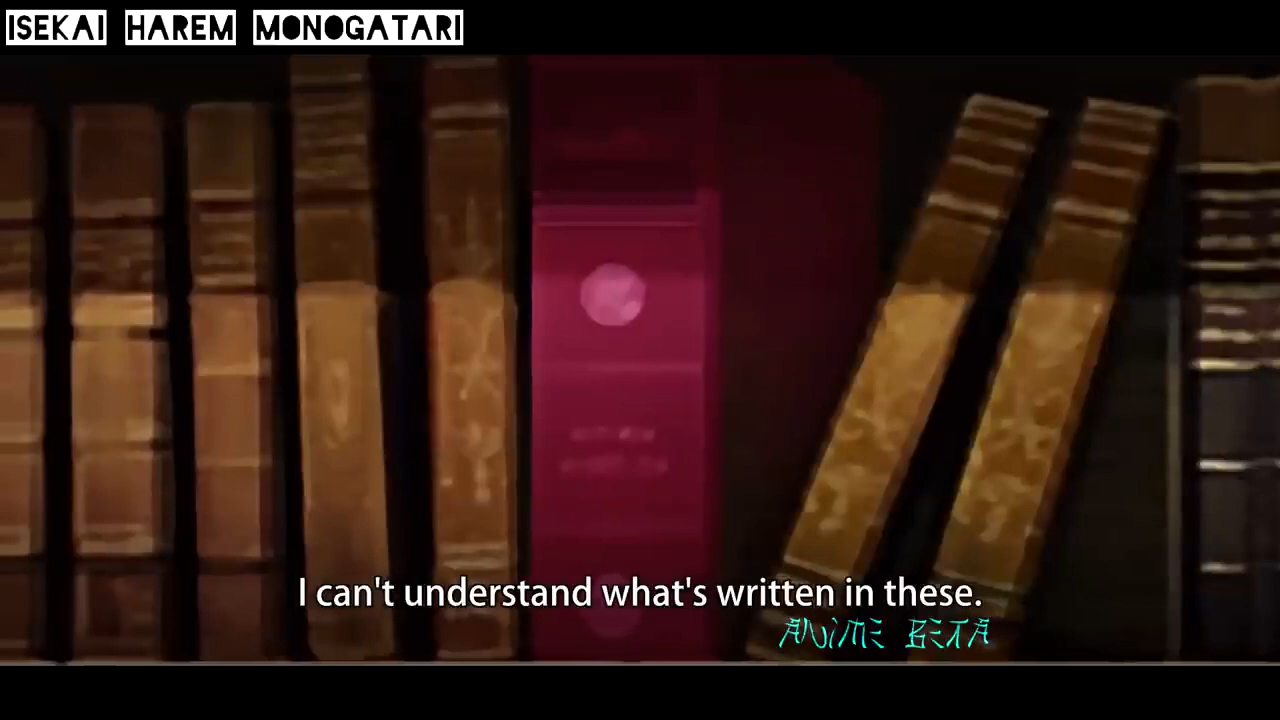 ISEKAI HAREM MONOGATARI
I can't understand what's written in these.
ANIME BETA